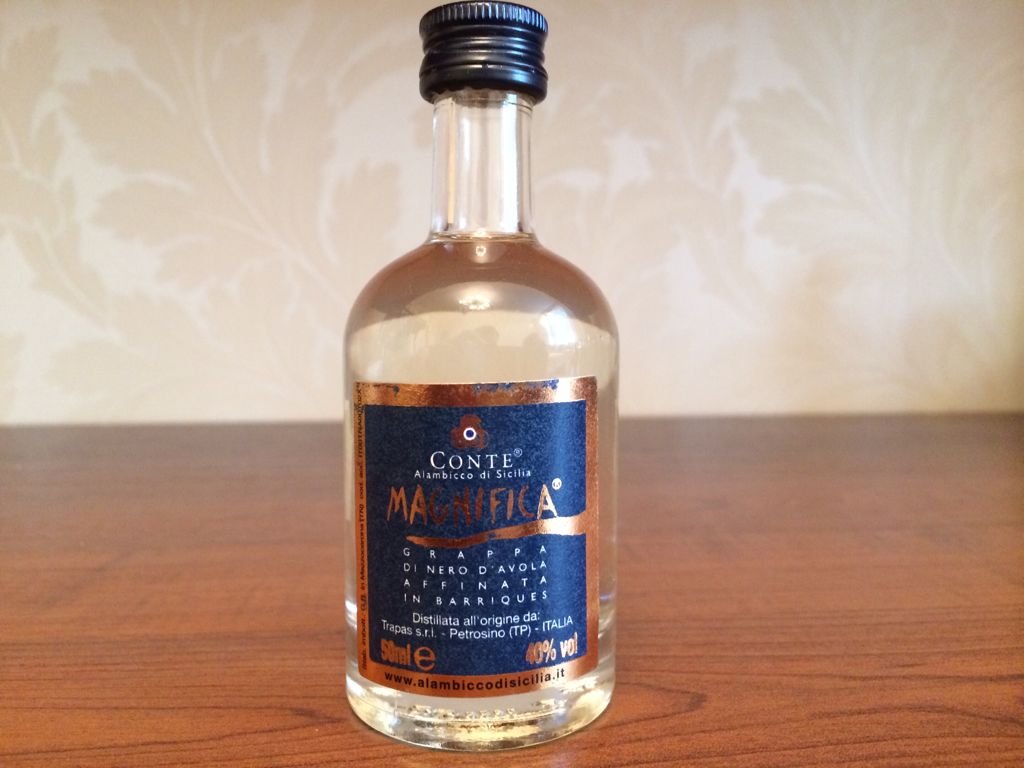 CONTE®
Alambicco di Sicilia
MAGNIFICA®
GRAPPA
DI NERO D'AVOLA
AFFINATA
IN BARRIQUES
Distillata all'origine da:
Trapas s.r.l. - Petrosino (TP) - ITALIA
50ml e 40% vol
www.alambiccodisicilia.it